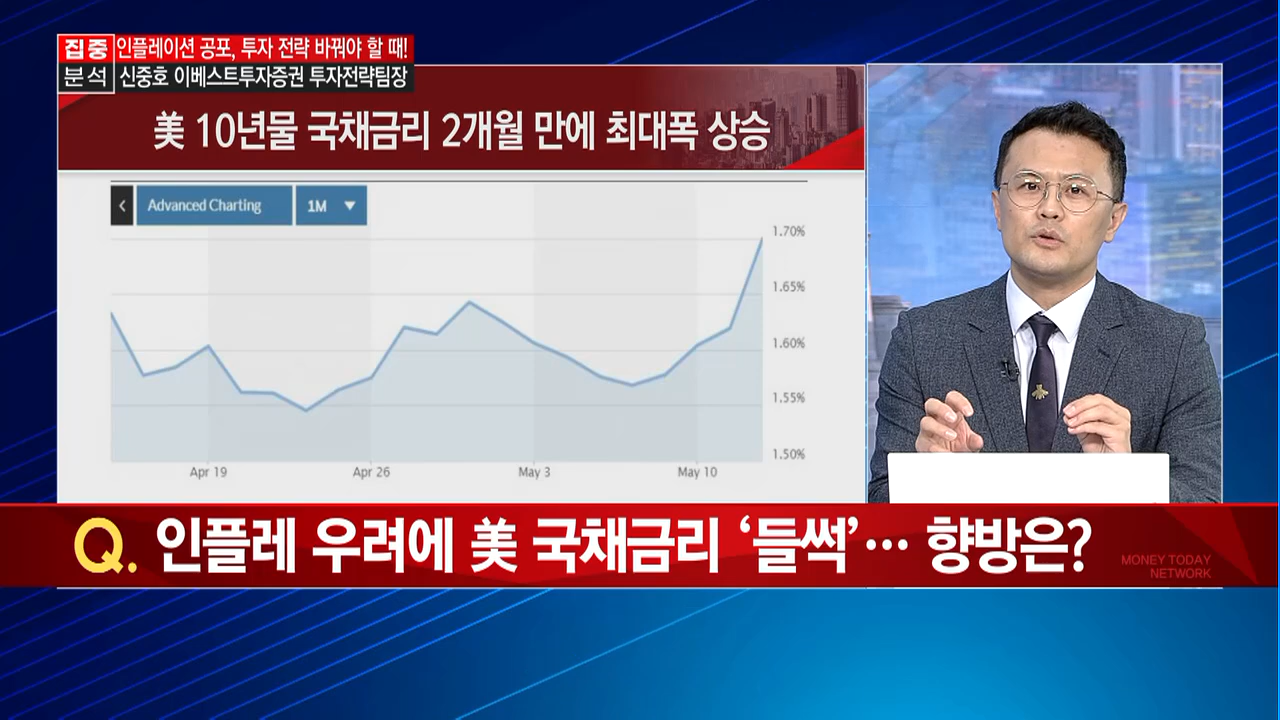 집중 인플레이션 공포, 투자 전략 바꿔야 할 때!
분석 신중호 이베스트투자증권 투자전략팀장
美 10년물 국채금리 2개월 만에 최대폭 상승
< Advanced Charting 1M ▼
1.70%
1.65%
1.60%
1.55%
1.50%
Apr 19 Apr 26 May 3 May 10
Q. 인플레 우려에 美 국채금리 ‘들썩’… 향방은?
MONEY TODAY
NETWORK